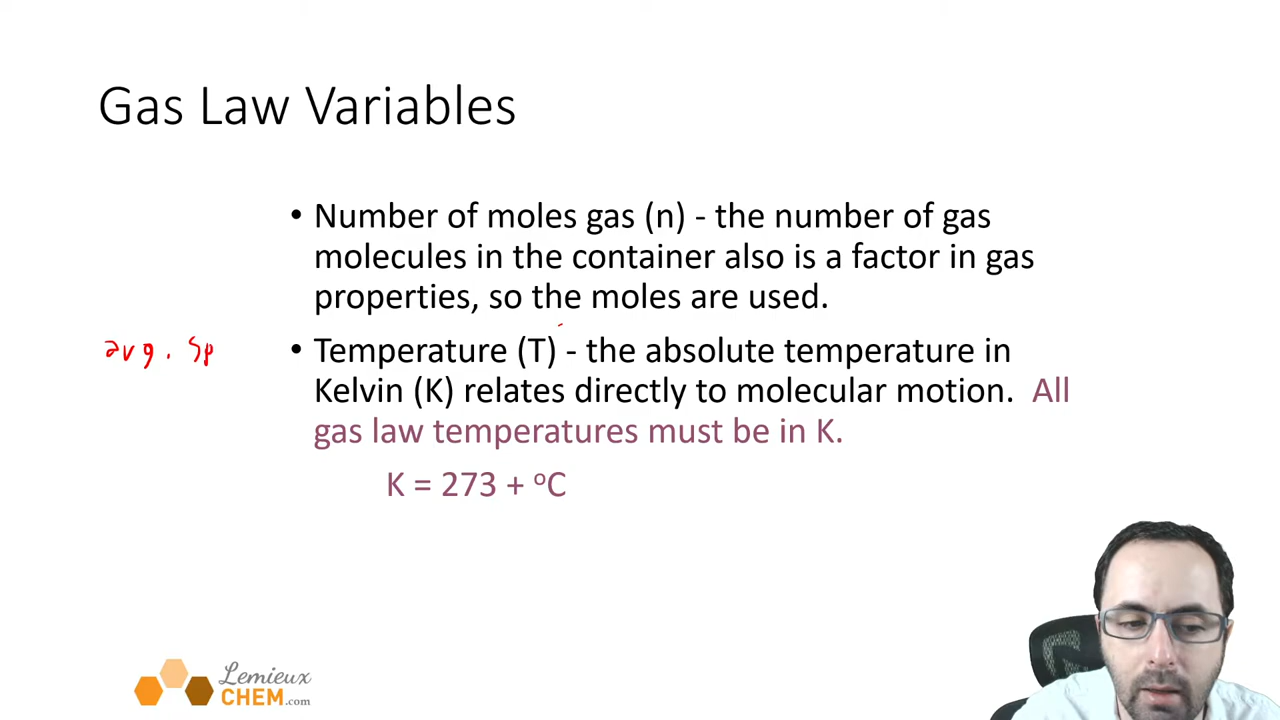 Gas Law Variables
• Number of moles gas (n) - the number of gas
molecules in the container also is a factor in gas
properties, so the moles are used.
avg. Sp
• Temperature (T) - the absolute temperature in
Kelvin (K) relates directly to molecular motion. All
gas law temperatures must be in K.
K = 273 + °C
Lemieux
CHEM.com